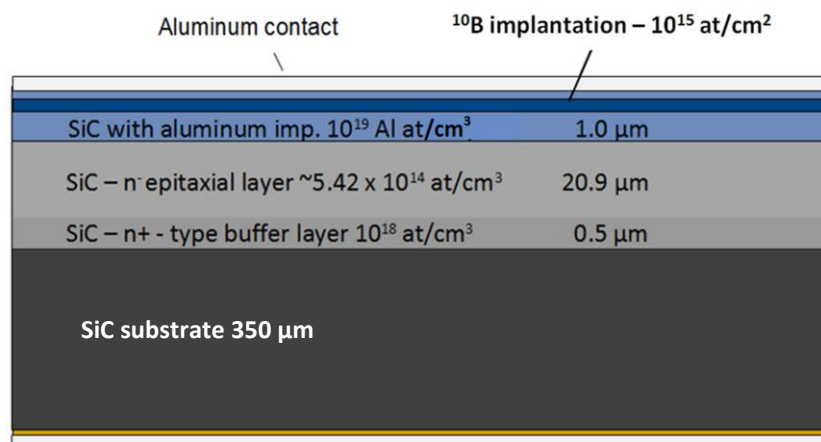 Aluminum contact
¹⁰B implantation – 10¹⁵ at/cm²
SiC with aluminum imp. 10¹⁹ Al at/cm³ 1.0 µm
SiC – n⁻ epitaxial layer ~5.42 x 10¹⁴ at/cm³ 20.9 µm
SiC – n+ - type buffer layer 10¹⁸ at/cm³ 0.5 µm
SiC substrate 350 µm